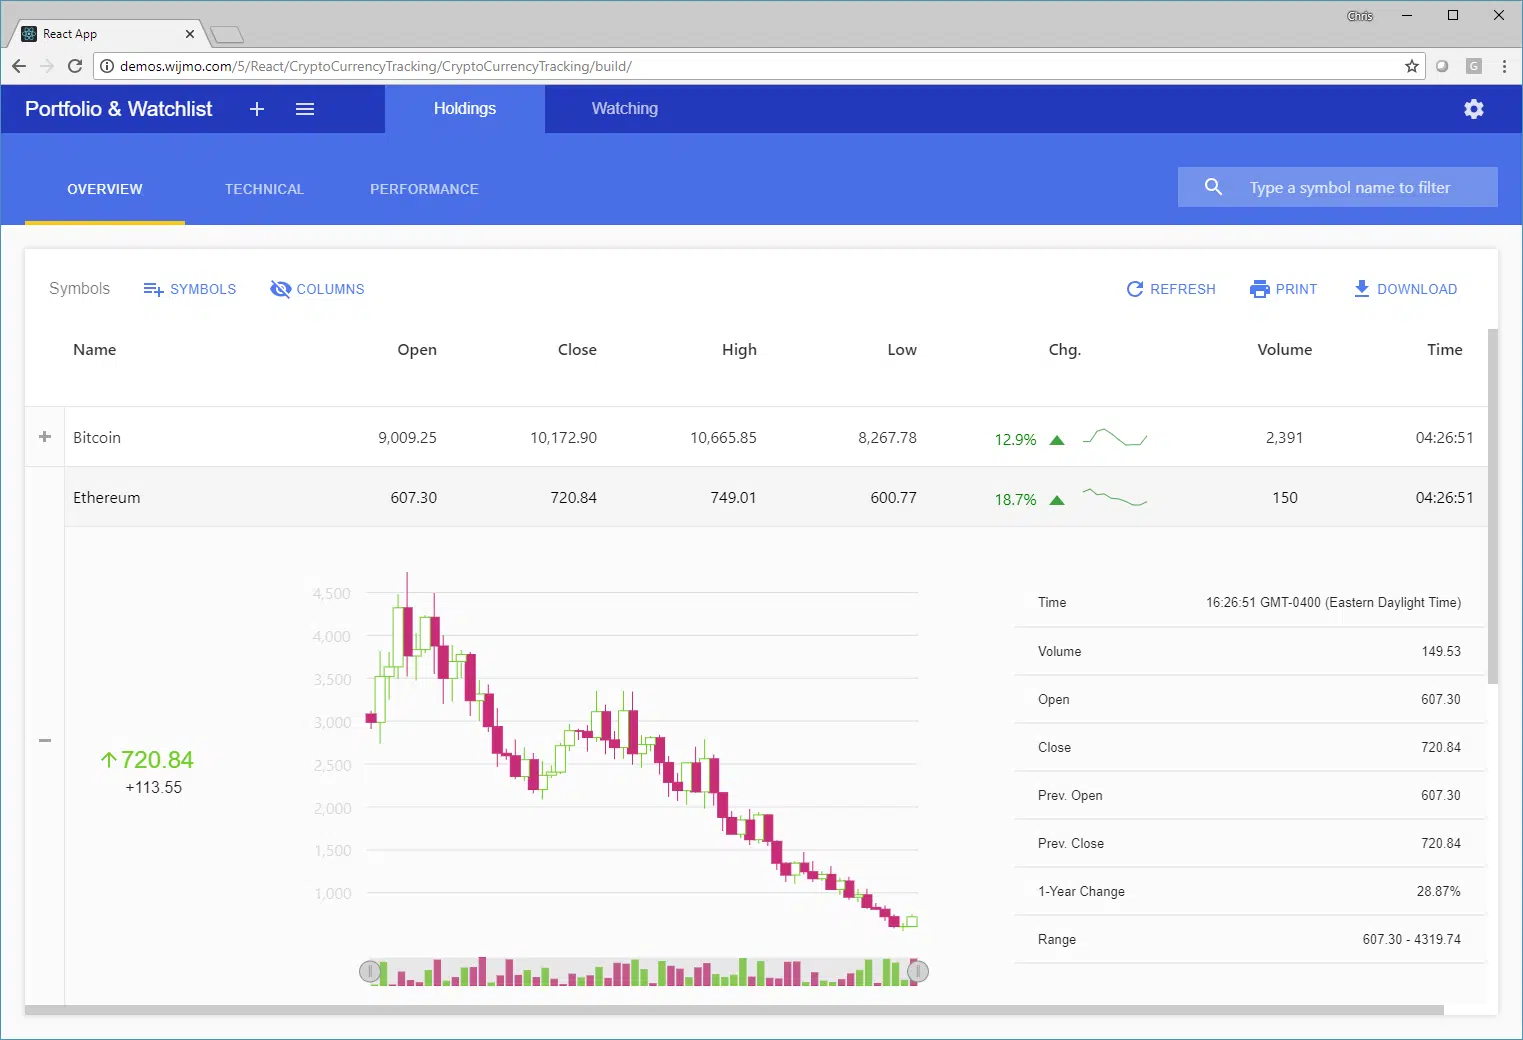 Chris
React App
demos.wijmo.com/5/React/CryptoCurrencyTracking/CryptoCurrencyTracking/build/
G
Portfolio & Watchlist Holdings Watching
OVERVIEW TECHNICAL PERFORMANCE Type a symbol name to filter
Symbols SYMBOLS COLUMNS REFRESH PRINT DOWNLOAD
Name Open Close High Low Chg. Volume Time
Bitcoin 9,009.25 10,172.90 10,665.85 8,267.78 12.9% 2,391 04:26:51
Ethereum 607.30 720.84 749.01 600.77 18.7% 150 04:26:51
720.84
+113.55
4,500
4,000
3,500
3,000
2,500
2,000
1,500
1,000
Time 16:26:51 GMT-0400 (Eastern Daylight Time)
Volume 149.53
Open 607.30
Close 720.84
Prev. Open 607.30
Prev. Close 720.84
1-Year Change 28.87%
Range 607.30 - 4319.74